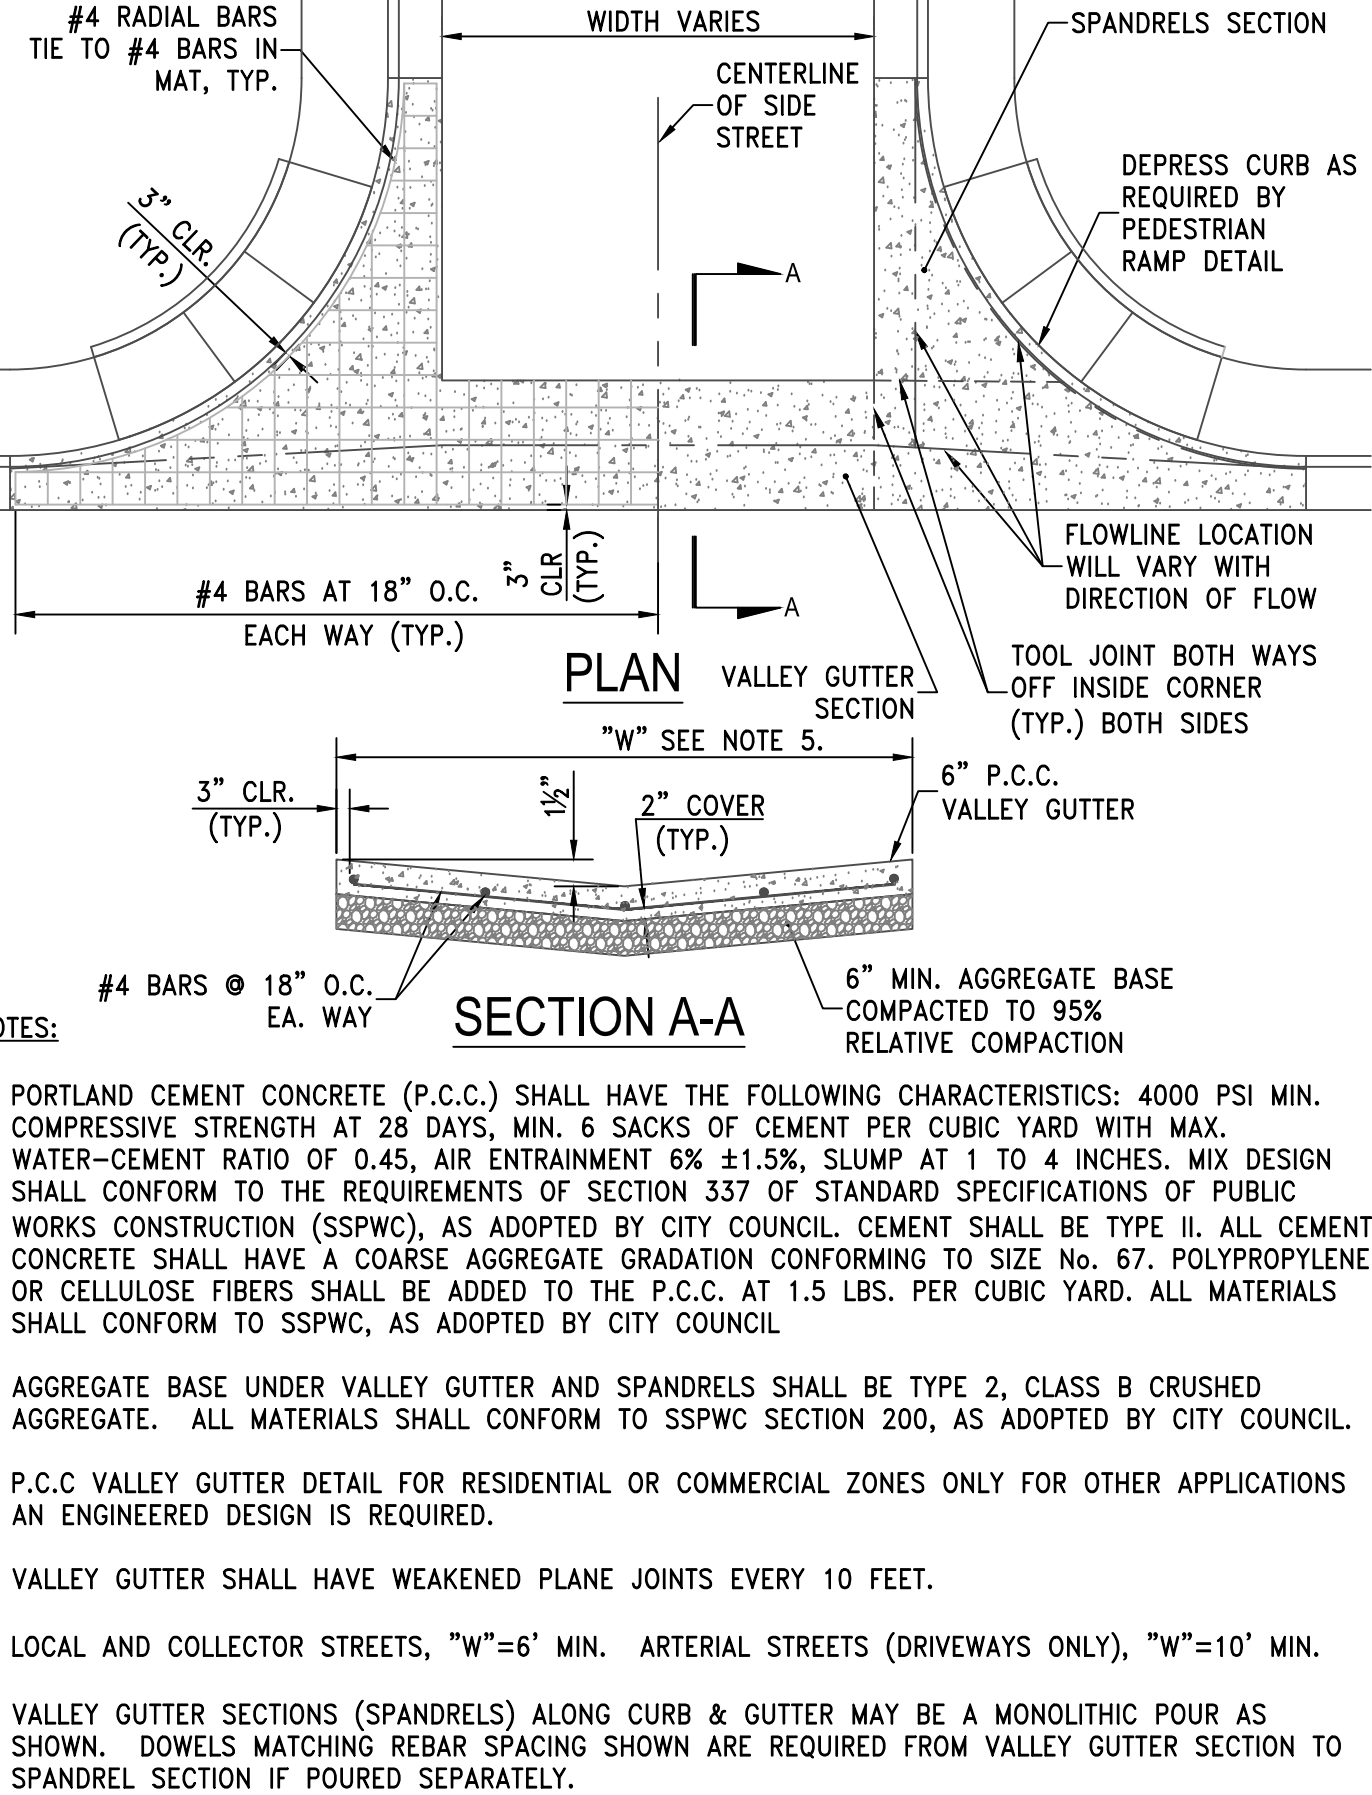 #4 RADIAL BARS
TIE TO #4 BARS IN
MAT, TYP.
WIDTH VARIES
SPANDRELS SECTION
CENTERLINE
OF SIDE
STREET
DEPRESS CURB AS
REQUIRED BY
PEDESTRIAN
RAMP DETAIL
3" CLR.
(TYP.)
A
FLOWLINE LOCATION
WILL VARY WITH
DIRECTION OF FLOW
#4 BARS AT 18" O.C.
EACH WAY (TYP.)
3"
CLR
(TYP.)
A
PLAN
VALLEY GUTTER
SECTION
TOOL JOINT BOTH WAYS
OFF INSIDE CORNER
(TYP.) BOTH SIDES
"W" SEE NOTE 5.
3" CLR.
(TYP.)
1½"
2" COVER
(TYP.)
6" P.C.C.
VALLEY GUTTER
#4 BARS @ 18" O.C.
EA. WAY
SECTION A-A
6" MIN. AGGREGATE BASE
COMPACTED TO 95%
RELATIVE COMPACTION
OTES:
PORTLAND CEMENT CONCRETE (P.C.C.) SHALL HAVE THE FOLLOWING CHARACTERISTICS: 4000 PSI MIN.
COMPRESSIVE STRENGTH AT 28 DAYS, MIN. 6 SACKS OF CEMENT PER CUBIC YARD WITH MAX.
WATER-CEMENT RATIO OF 0.45, AIR ENTRAINMENT 6% ±1.5%, SLUMP AT 1 TO 4 INCHES. MIX DESIGN
SHALL CONFORM TO THE REQUIREMENTS OF SECTION 337 OF STANDARD SPECIFICATIONS OF PUBLIC
WORKS CONSTRUCTION (SSPWC), AS ADOPTED BY CITY COUNCIL. CEMENT SHALL BE TYPE II. ALL CEMENT
CONCRETE SHALL HAVE A COARSE AGGREGATE GRADATION CONFORMING TO SIZE No. 67. POLYPROPYLENE
OR CELLULOSE FIBERS SHALL BE ADDED TO THE P.C.C. AT 1.5 LBS. PER CUBIC YARD. ALL MATERIALS
SHALL CONFORM TO SSPWC, AS ADOPTED BY CITY COUNCIL
AGGREGATE BASE UNDER VALLEY GUTTER AND SPANDRELS SHALL BE TYPE 2, CLASS B CRUSHED
AGGREGATE. ALL MATERIALS SHALL CONFORM TO SSPWC SECTION 200, AS ADOPTED BY CITY COUNCIL.
P.C.C VALLEY GUTTER DETAIL FOR RESIDENTIAL OR COMMERCIAL ZONES ONLY FOR OTHER APPLICATIONS
AN ENGINEERED DESIGN IS REQUIRED.
VALLEY GUTTER SHALL HAVE WEAKENED PLANE JOINTS EVERY 10 FEET.
LOCAL AND COLLECTOR STREETS, "W"=6' MIN. ARTERIAL STREETS (DRIVEWAYS ONLY), "W"=10' MIN.
VALLEY GUTTER SECTIONS (SPANDRELS) ALONG CURB & GUTTER MAY BE A MONOLITHIC POUR AS
SHOWN. DOWELS MATCHING REBAR SPACING SHOWN ARE REQUIRED FROM VALLEY GUTTER SECTION TO
SPANDREL SECTION IF POURED SEPARATELY.